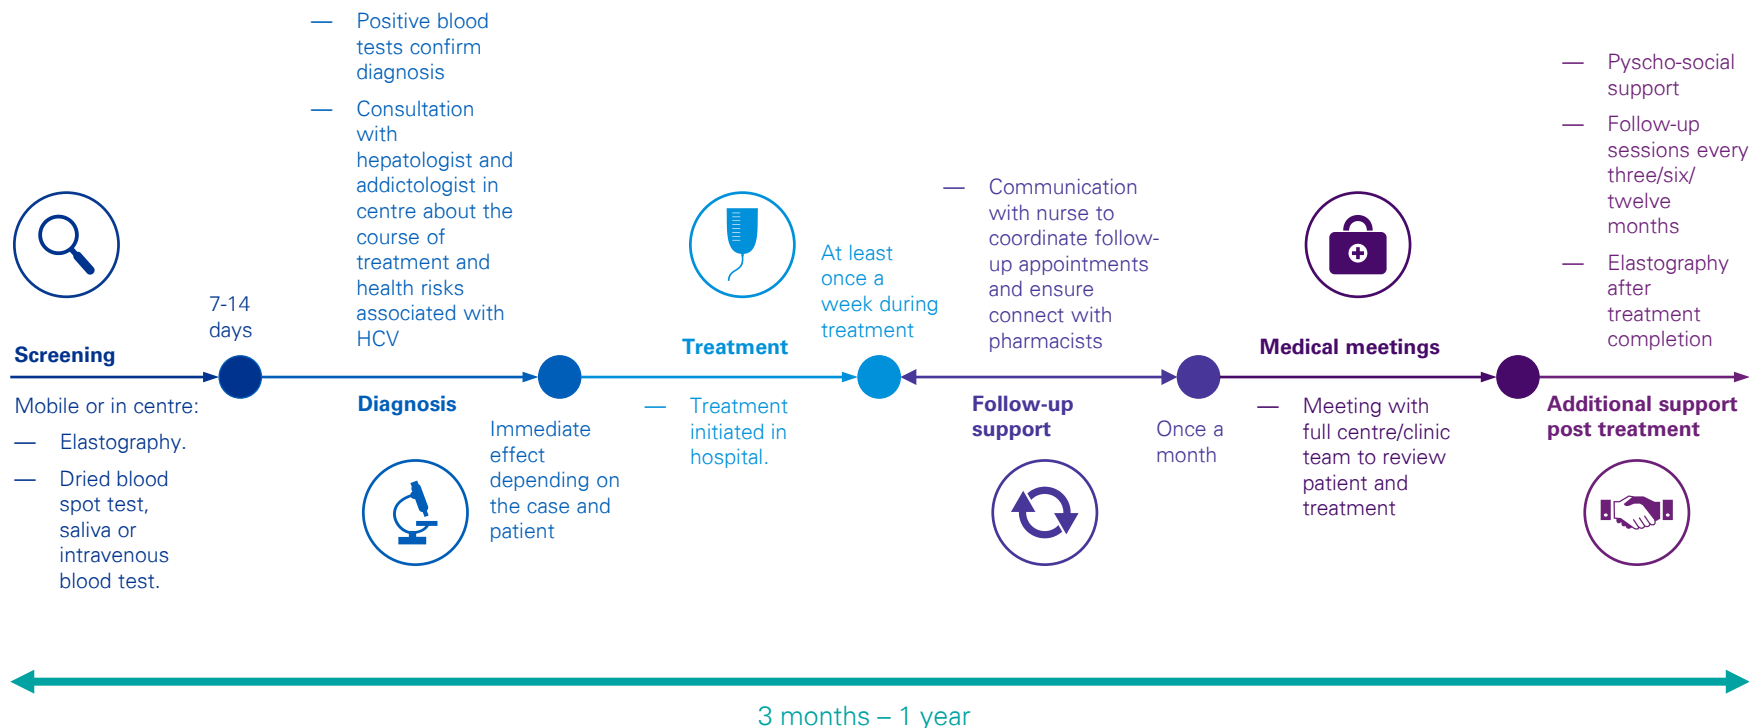 Screening
Mobile or in centre:
— Elastography.
— Dried blood
spot test,
saliva or
intravenous
blood test.
7-14
days
— Positive blood
tests confirm
diagnosis
— Consultation
with
hepatologist and
addictologist in
centre about the
course of
treatment and
health risks
associated with
HCV
Diagnosis
Immediate
effect
depending on
the case and
patient
Treatment
— Treatment
initiated in
hospital.
At least
once a
week during
treatment
— Communication
with nurse to
coordinate follow-
up appointments
and ensure
connect with
pharmacists
Follow-up
support
Once a
month
Medical meetings
— Meeting with
full centre/clinic
team to review
patient and
treatment
— Pyscho-social
support
— Follow-up
sessions every
three/six/
twelve
months
— Elastography
after
treatment
completion
Additional support
post treatment
3 months – 1 year